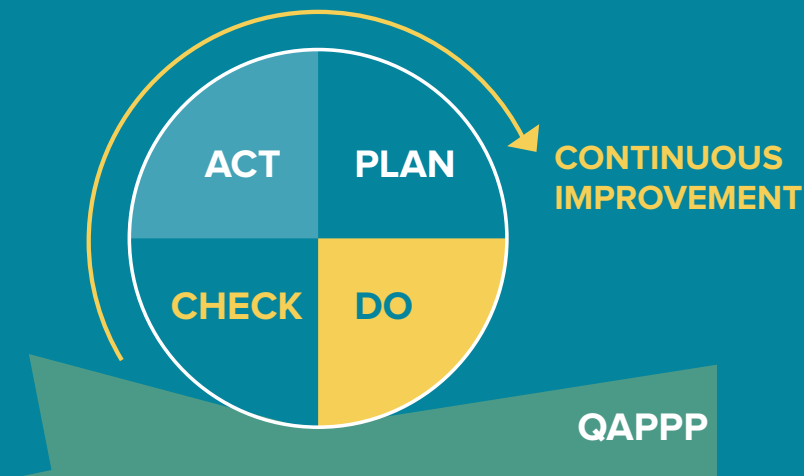 ACT
PLAN
CONTINUOUS
IMPROVEMENT
CHECK
DO
QAPPP